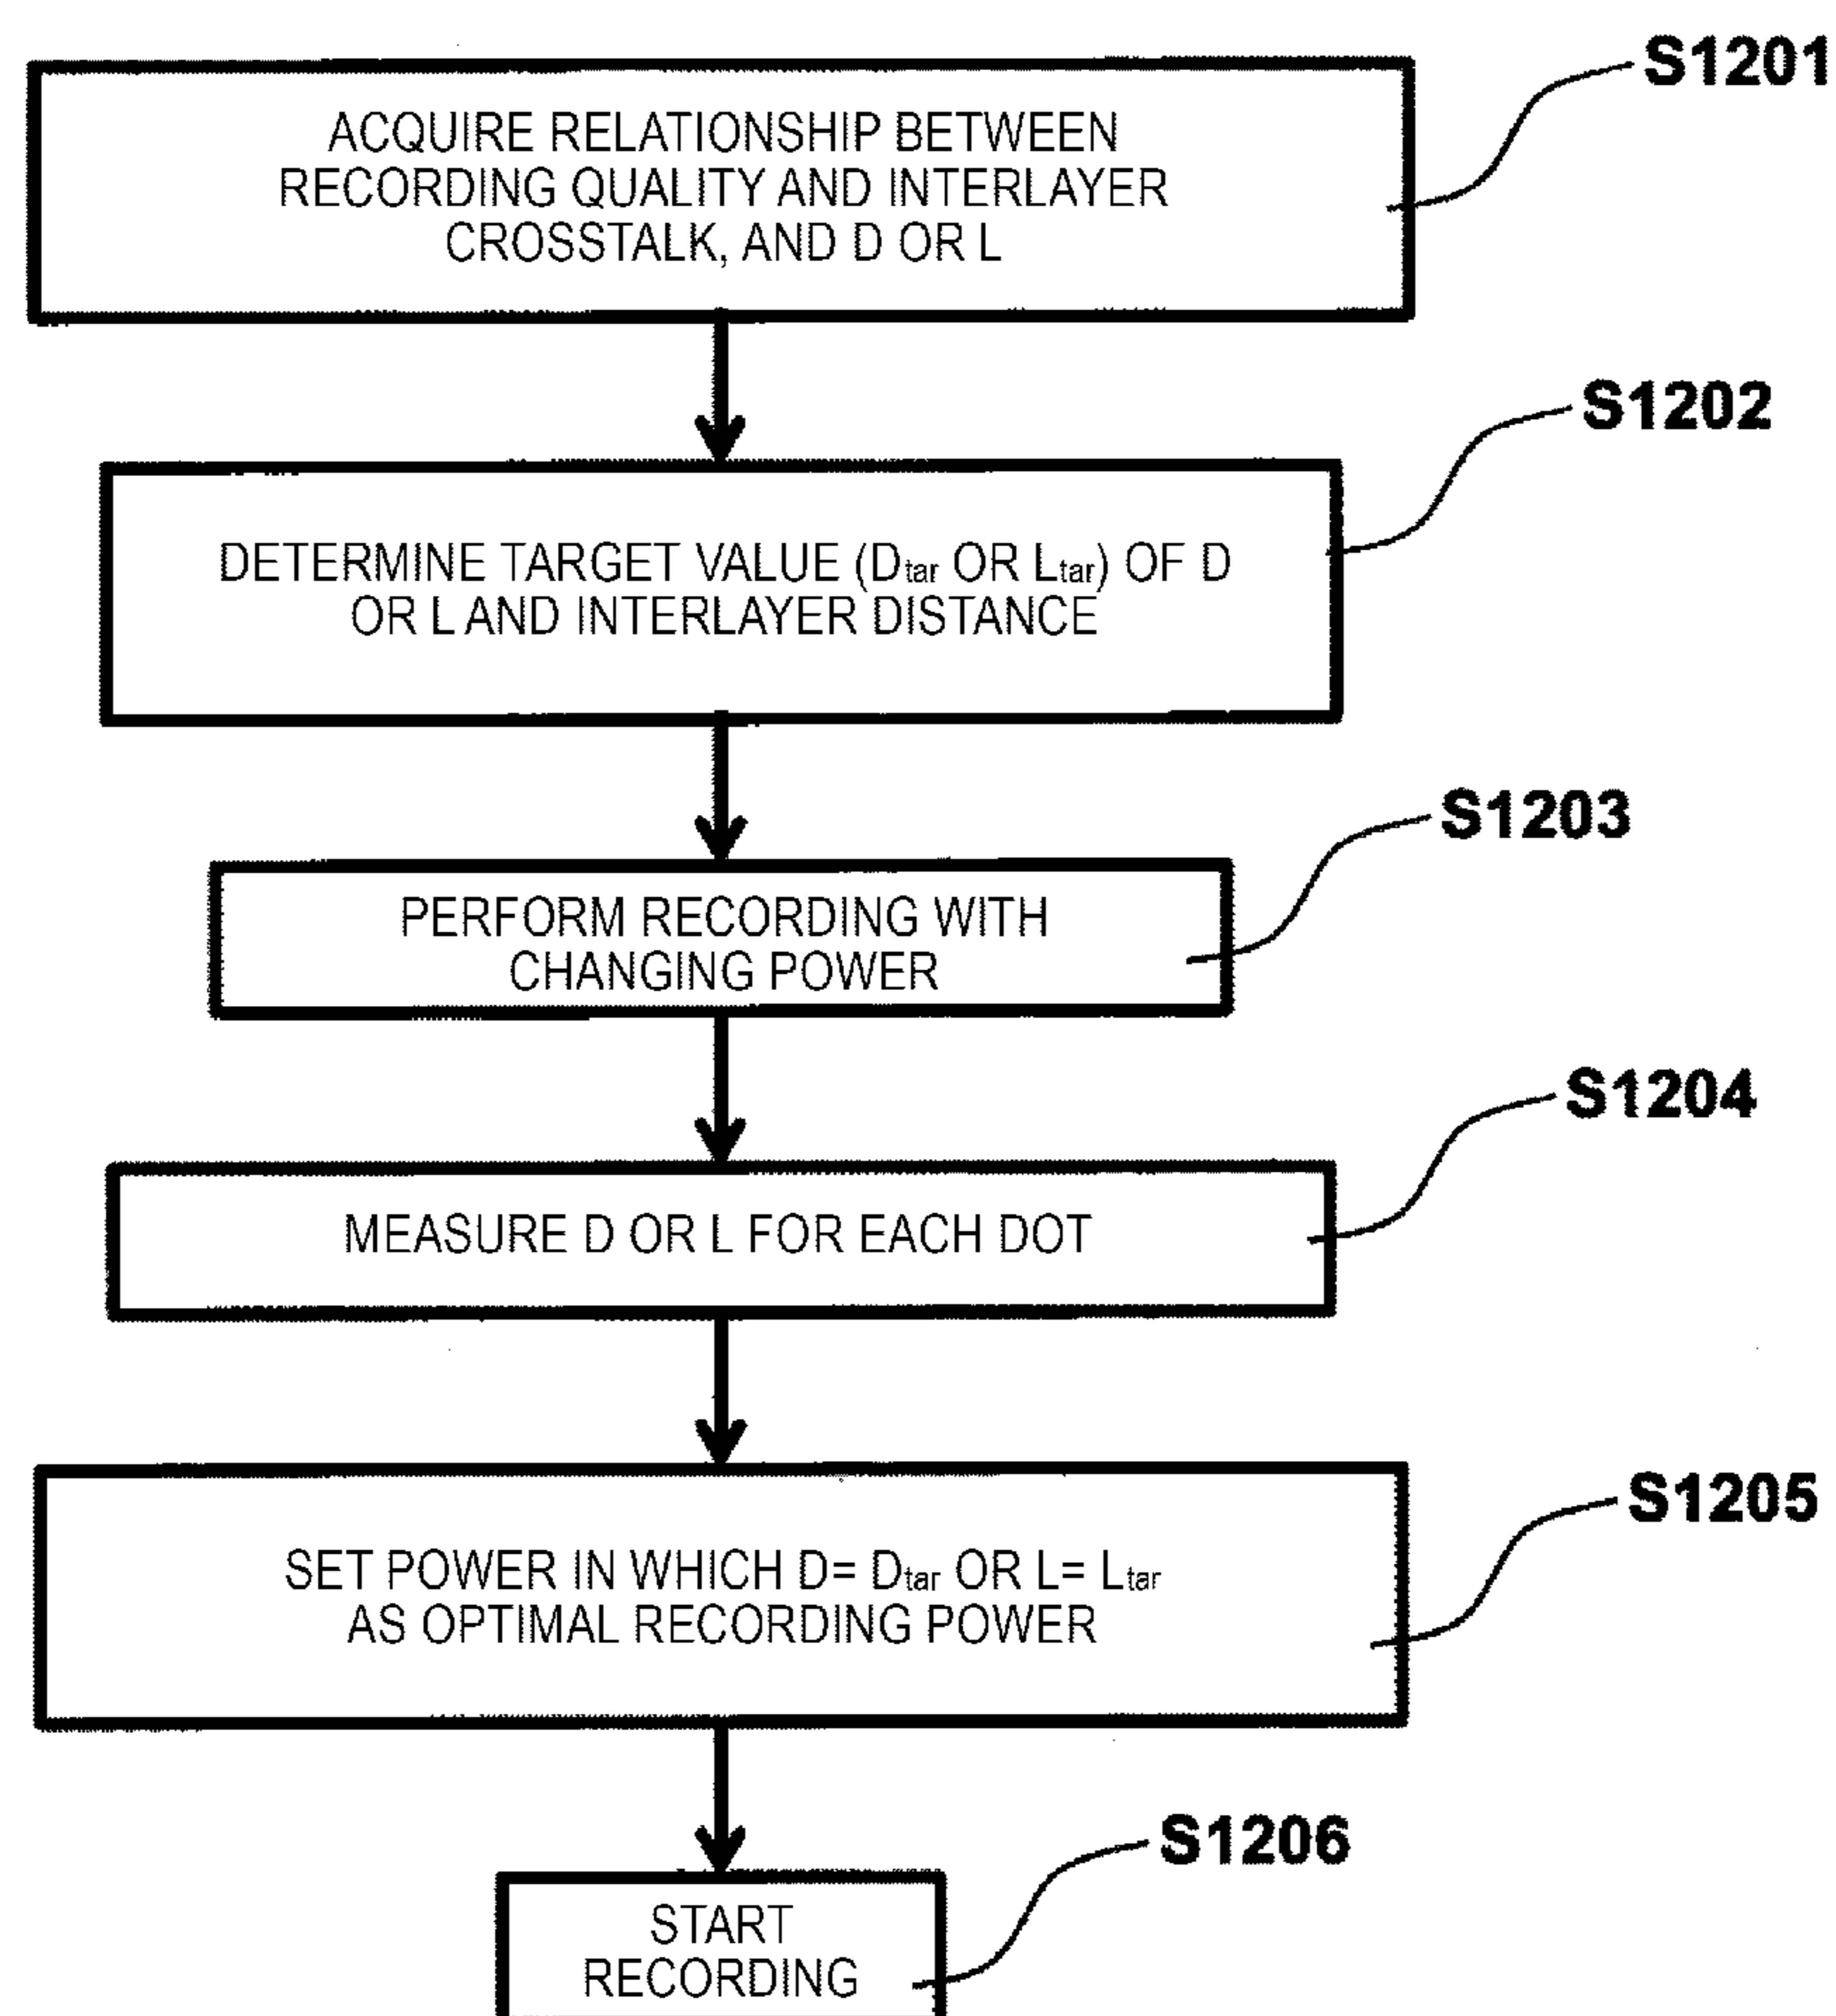 S1201
ACQUIRE RELATIONSHIP BETWEEN
RECORDING QUALITY AND INTERLAYER
CROSSTALK, AND D OR L
S1202
DETERMINE TARGET VALUE (Dtar OR Ltar) OF D
OR L AND INTERLAYER DISTANCE
S1203
PERFORM RECORDING WITH
CHANGING POWER
S1204
MEASURE D OR L FOR EACH DOT
S1205
SET POWER IN WHICH D= Dtar OR L= Ltar
AS OPTIMAL RECORDING POWER
S1206
START
RECORDING